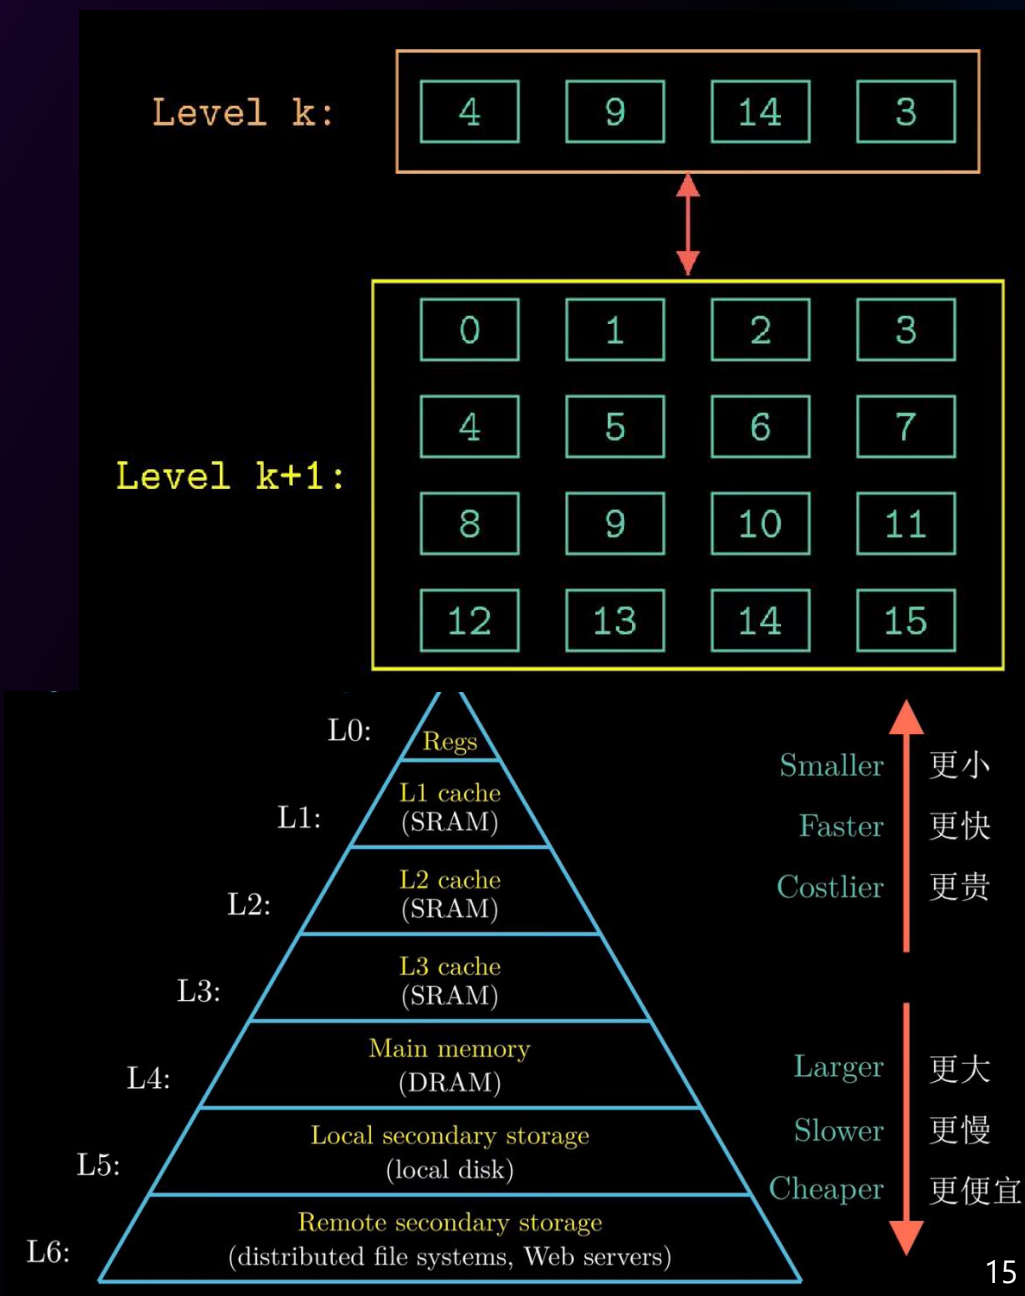 Level k:
4 9 14 3
0 1 2 3
4 5 6 7
Level k+1:
8 9 10 11
12 13 14 15
L0:
Regs
L1:
L1 cache
(SRAM)
L2:
L2 cache
(SRAM)
L3:
L3 cache
(SRAM)
L4:
Main memory
(DRAM)
L5:
Local secondary storage
(local disk)
L6:
Remote secondary storage
(distributed file systems, Web servers)
Smaller 更小
Faster 更快
Costlier 更贵
Larger 更大
Slower 更慢
Cheaper 更便宜
15